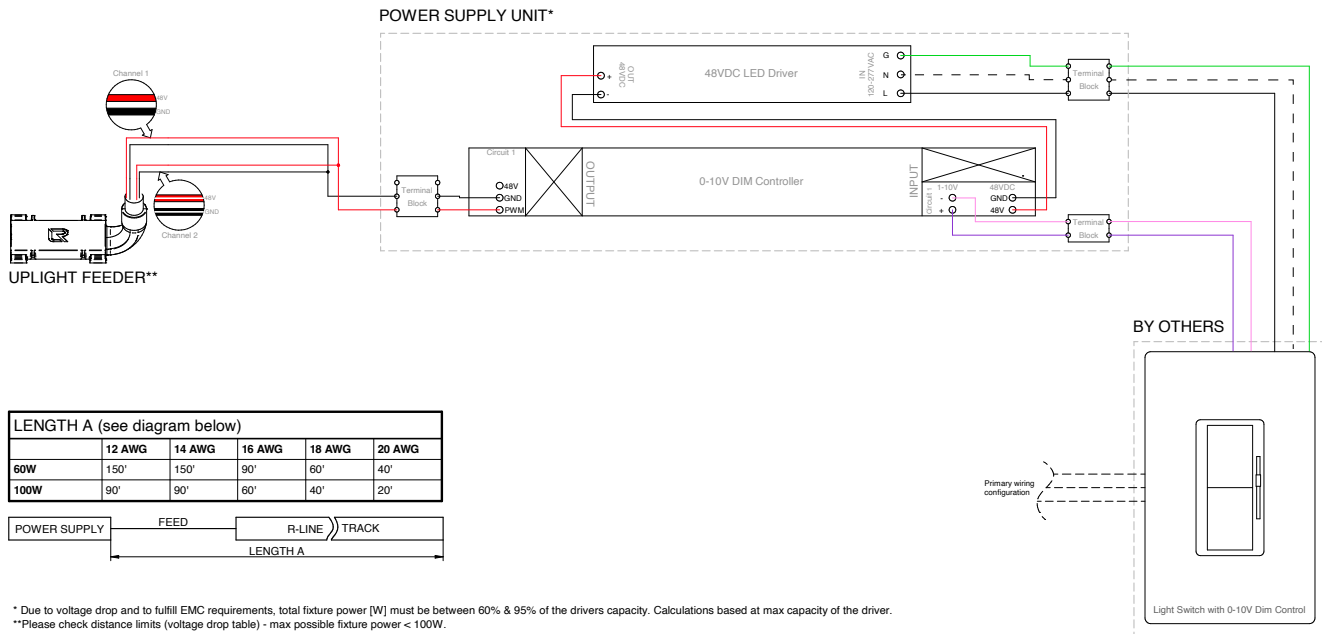 POWER SUPPLY UNIT*
Channel 1
48V
GND
Channel 2
48V
GND
UPLIGHT FEEDER**
Terminal
Block
48VDC LED Driver
+
-
OUT
48VDC
IN
120-277VAC
G
N
L
Terminal
Block
Circuit 1
48V
GND
PWM
OUTPUT
0-10V DIM Controller
INPUT
Circuit 1
1-10V
-
+
48VDC
GND
48V
Terminal
Block
BY OTHERS
Primary wiring
configuration
Light Switch with 0-10V Dim Control
LENGTH A (see diagram below)
12 AWG 14 AWG 16 AWG 18 AWG 20 AWG
60W 150' 150' 90' 60' 40'
100W 90' 90' 60' 40' 20'
POWER SUPPLY FEED R-LINE TRACK
LENGTH A
* Due to voltage drop and to fulfill EMC requirements, total fixture power [W] must be between 60% & 95% of the drivers capacity. Calculations based at max capacity of the driver.
**Please check distance limits (voltage drop table) - max possible fixture power < 100W.